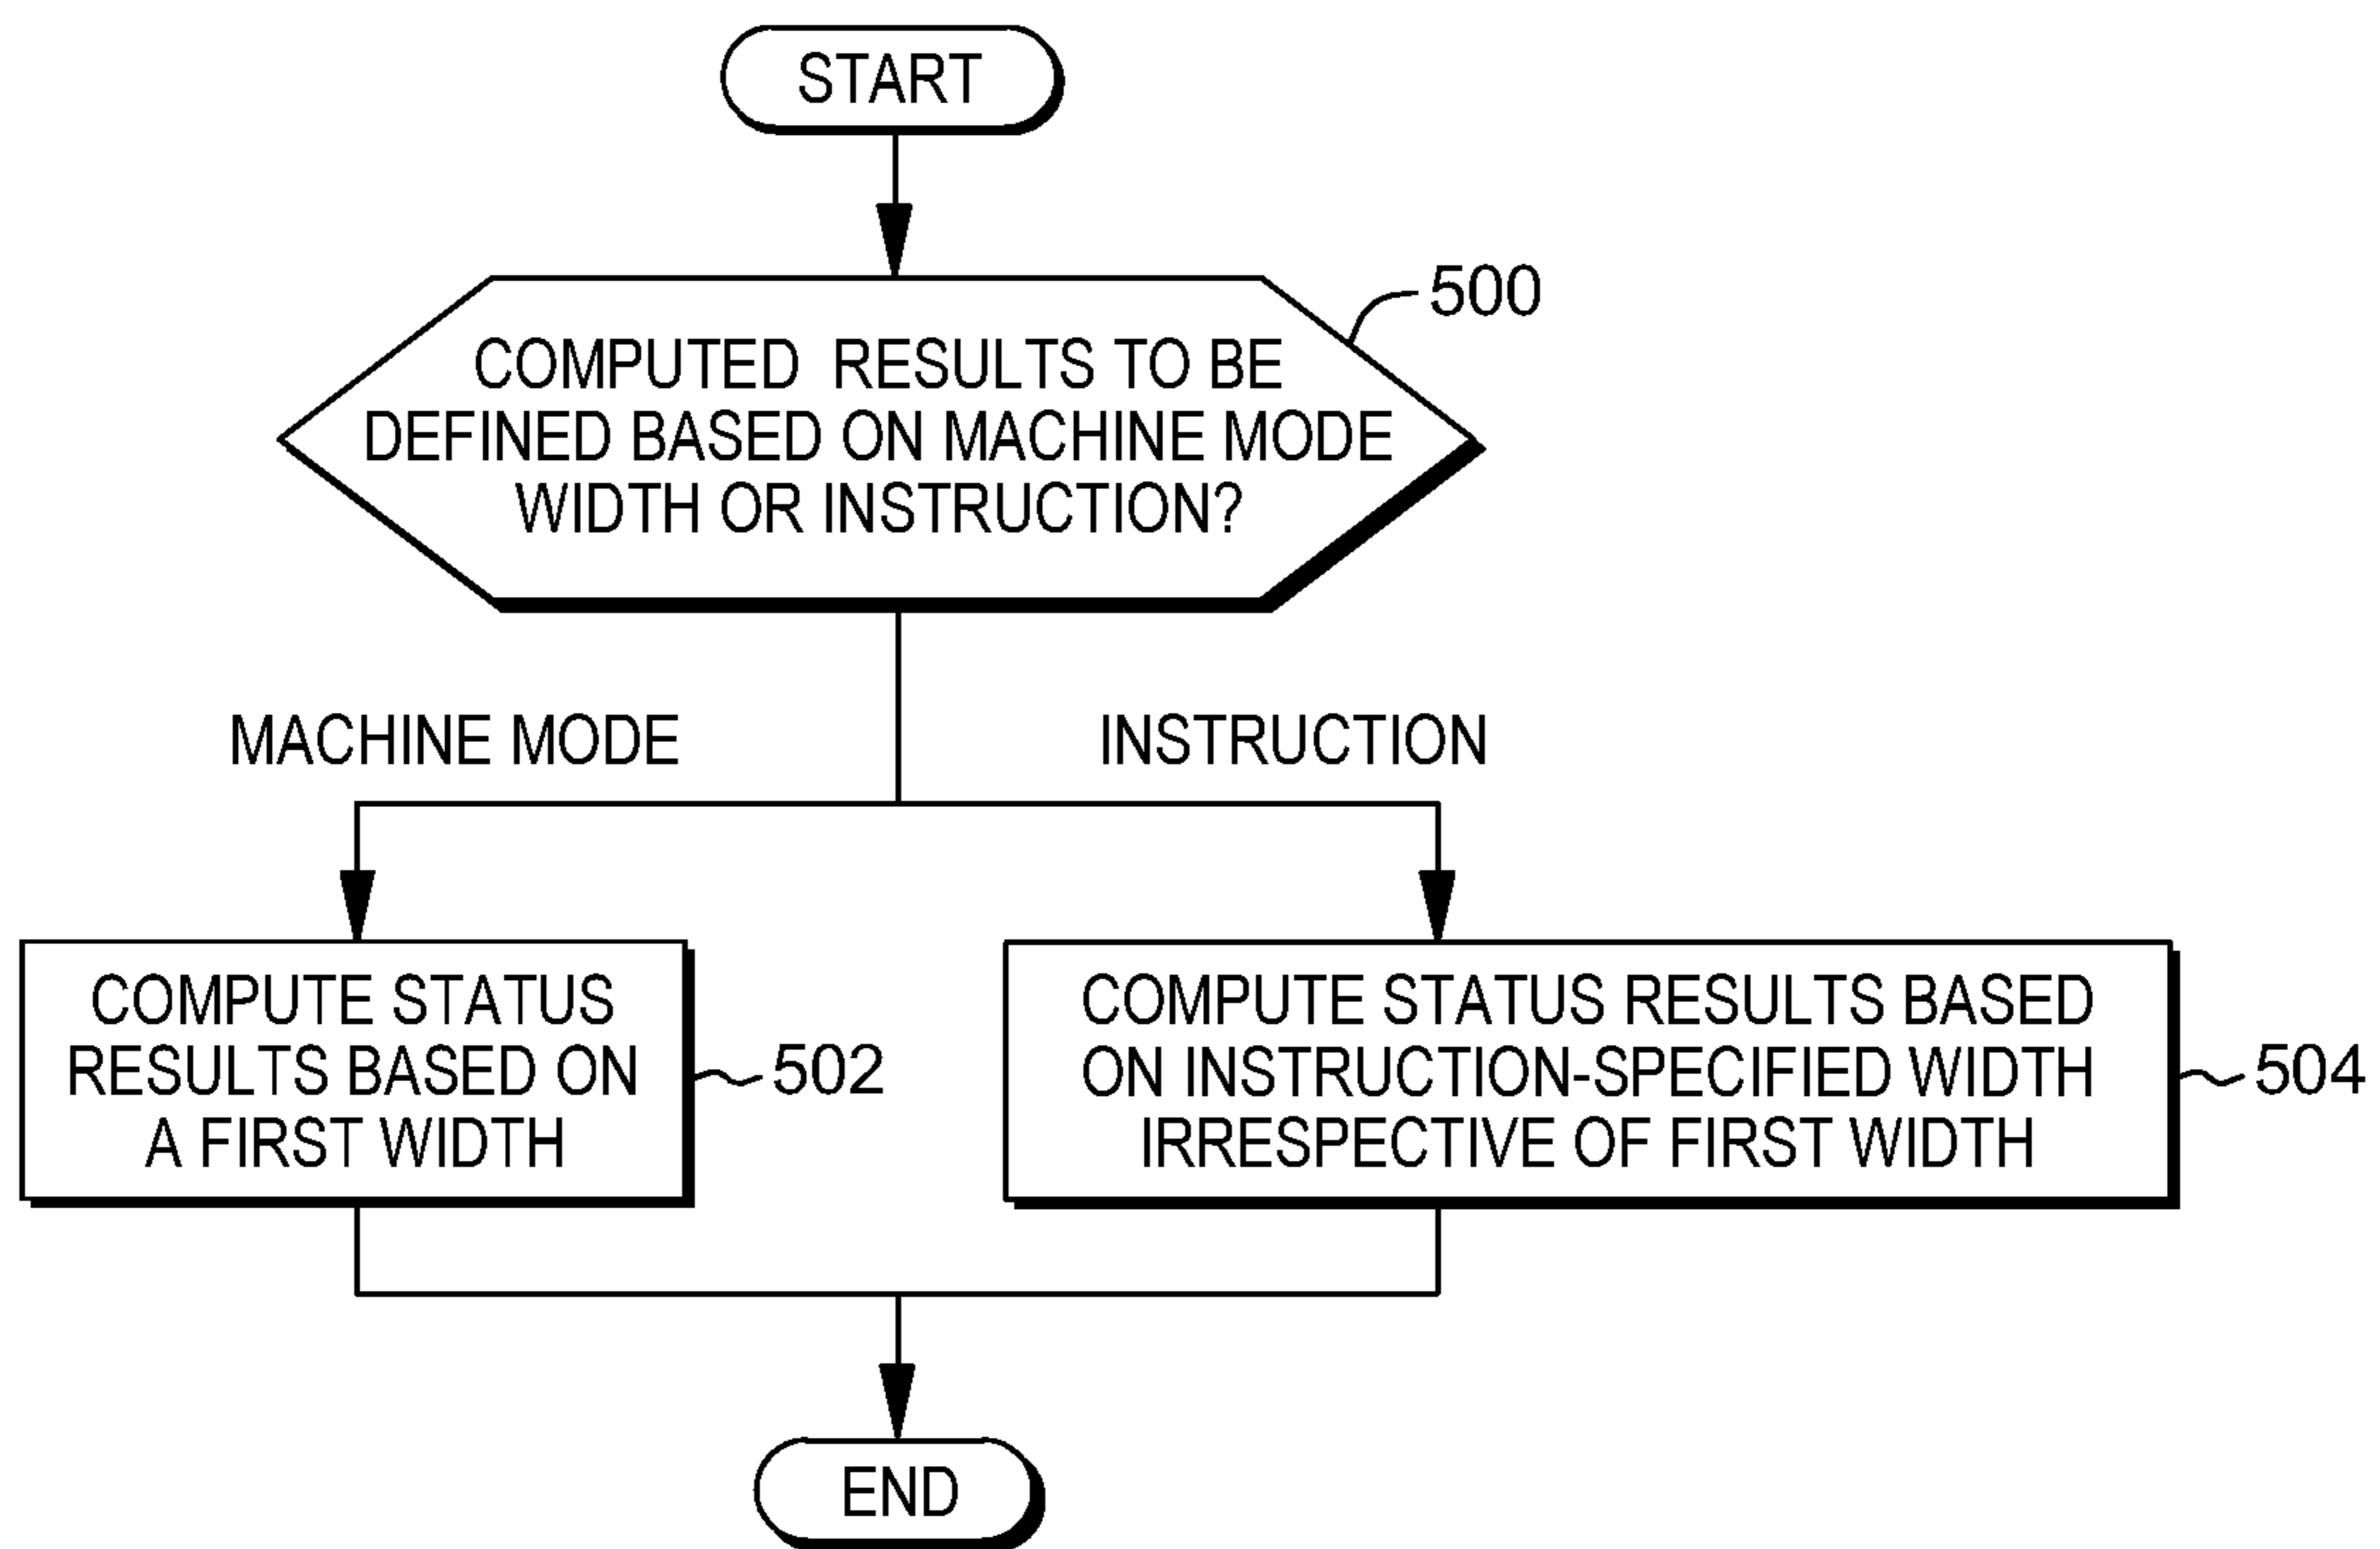 START
500
COMPUTED RESULTS TO BE
DEFINED BASED ON MACHINE MODE
WIDTH OR INSTRUCTION?
MACHINE MODE
INSTRUCTION
COMPUTE STATUS
RESULTS BASED ON
A FIRST WIDTH
502
COMPUTE STATUS RESULTS BASED
ON INSTRUCTION-SPECIFIED WIDTH
IRRESPECTIVE OF FIRST WIDTH
504
END